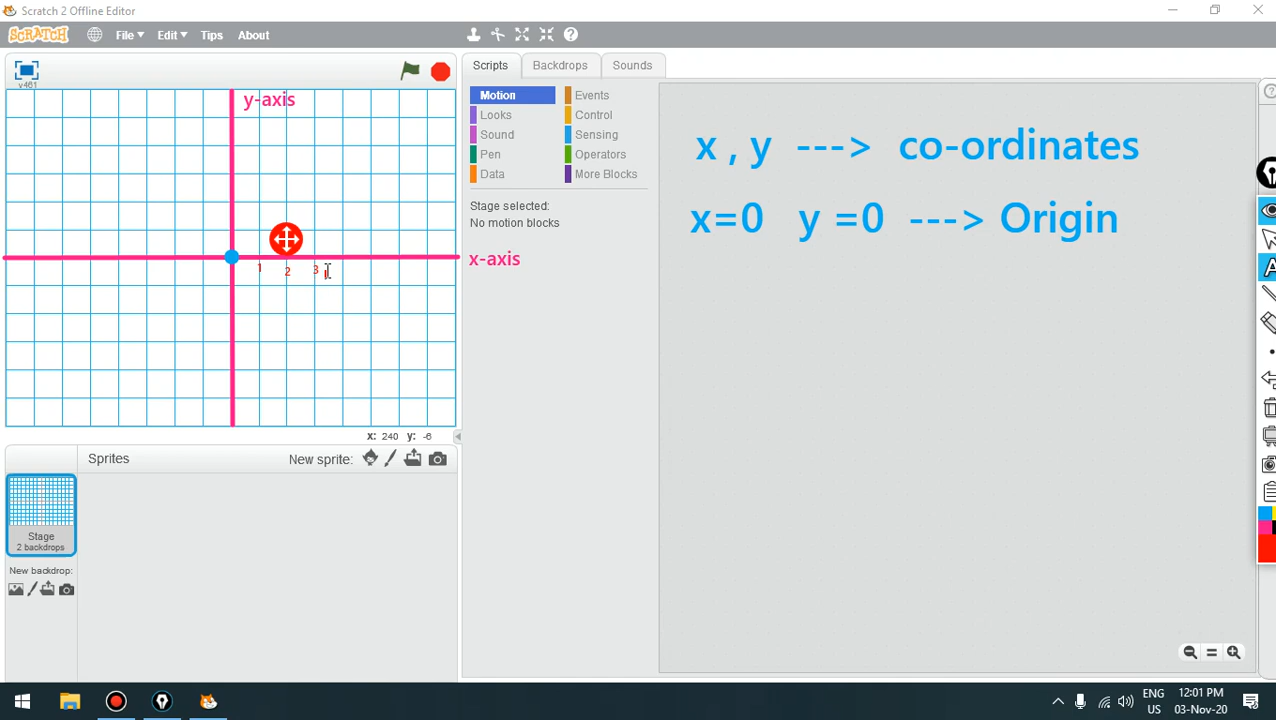 Scratch 2 Offline Editor
SCRATCH File Edit Tips About
v461
y-axis
1 2 3
x: 240 y: -6
Sprites New sprite:
Stage
2 backdrops
New backdrop:
Scripts Backdrops Sounds
Motion Events
Looks Control
Sound Sensing
Pen Operators
Data More Blocks
Stage selected:
No motion blocks
x-axis
x , y ---> co-ordinates
x=0 y =0 ---> Origin
A
ENG
US
12:01 PM
03-Nov-20